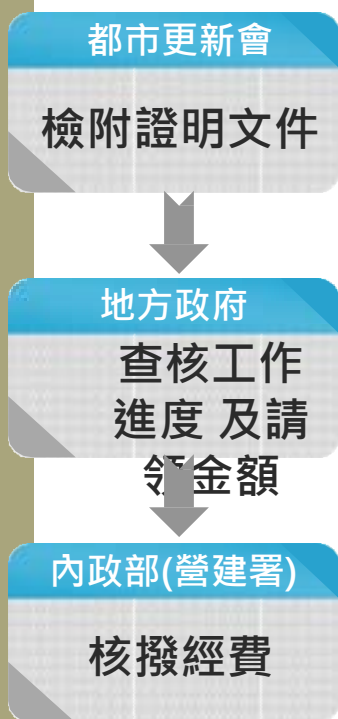 都市更新會
檢附證明文件
地方政府
查核工作
進度 及請
領金額
內政部(營建署)
核撥經費